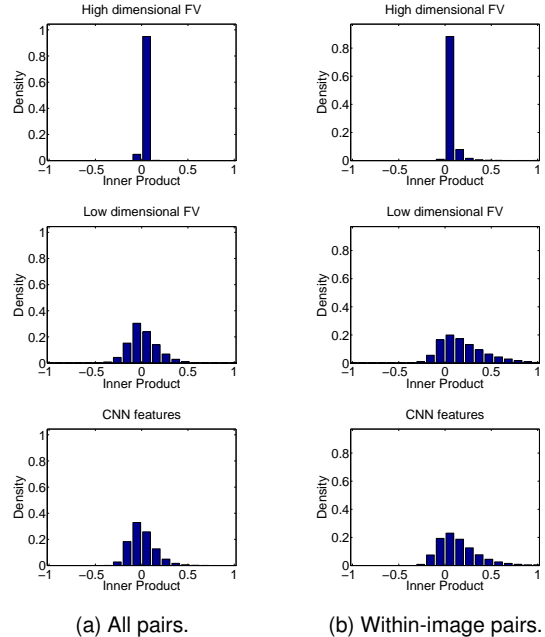 High dimensional FV
1
0.8
0.6
0.4
0.2
0
Density
−1 −0.5 0 0.5 1
Inner Product
High dimensional FV
0.8
0.6
0.4
0.2
0
Density
−1 −0.5 0 0.5 1
Inner Product
Low dimensional FV
1
0.8
0.6
0.4
0.2
0
Density
−1 −0.5 0 0.5 1
Inner Product
Low dimensional FV
0.8
0.6
0.4
0.2
0
Density
−1 −0.5 0 0.5 1
Inner Product
CNN features
1
0.8
0.6
0.4
0.2
0
Density
−1 −0.5 0 0.5 1
Inner Product
CNN features
0.8
0.6
0.4
0.2
0
Density
−1 −0.5 0 0.5 1
Inner Product
(a) All pairs.
(b) Within-image pairs.